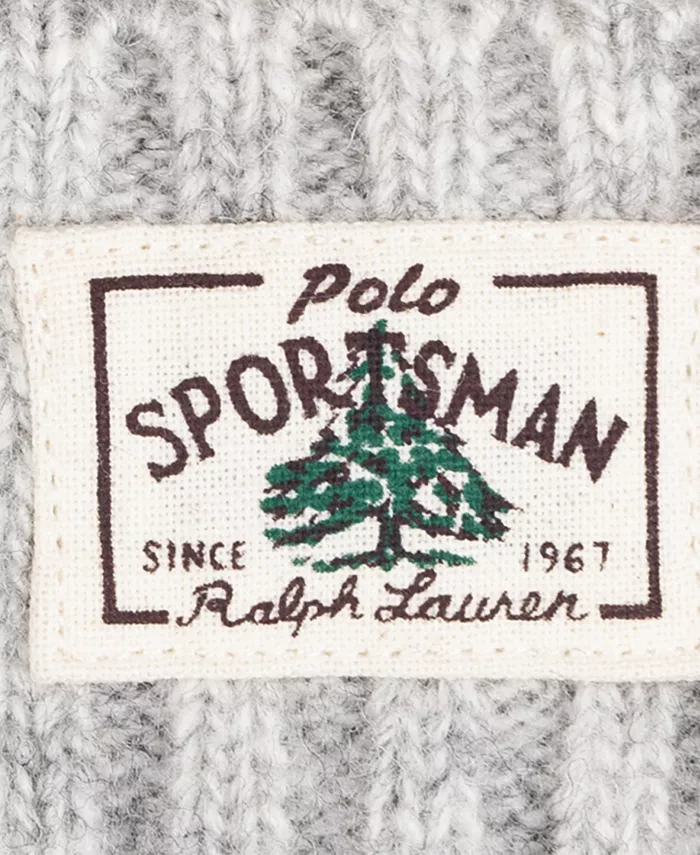 Polo
SPORTSMAN
SINCE 1967
Ralph Lauren